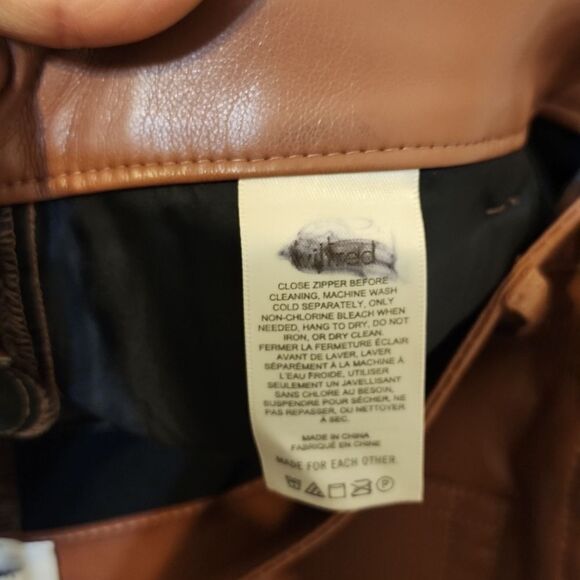 wilfred
CLOSE ZIPPER BEFORE
CLEANING, MACHINE WASH
COLD SEPARATELY, ONLY
NON-CHLORINE BLEACH WHEN
NEEDED, HANG TO DRY, DO NOT
IRON, OR DRY CLEAN.
FERMER LA FERMETURE ÉCLAIR
AVANT DE LAVER, LAVER
SÉPARÉMENT À LA MACHINE À
L'EAU FROIDE, UTILISER
SEULEMENT UN JAVELLISANT
SANS CHLORE AU BESOIN,
SUSPENDRE POUR SÉCHER, NE
PAS REPASSER, OU NETTOYER
À SEC.
MADE IN CHINA
FABRIQUÉ EN CHINE
MADE FOR EACH OTHER.
P